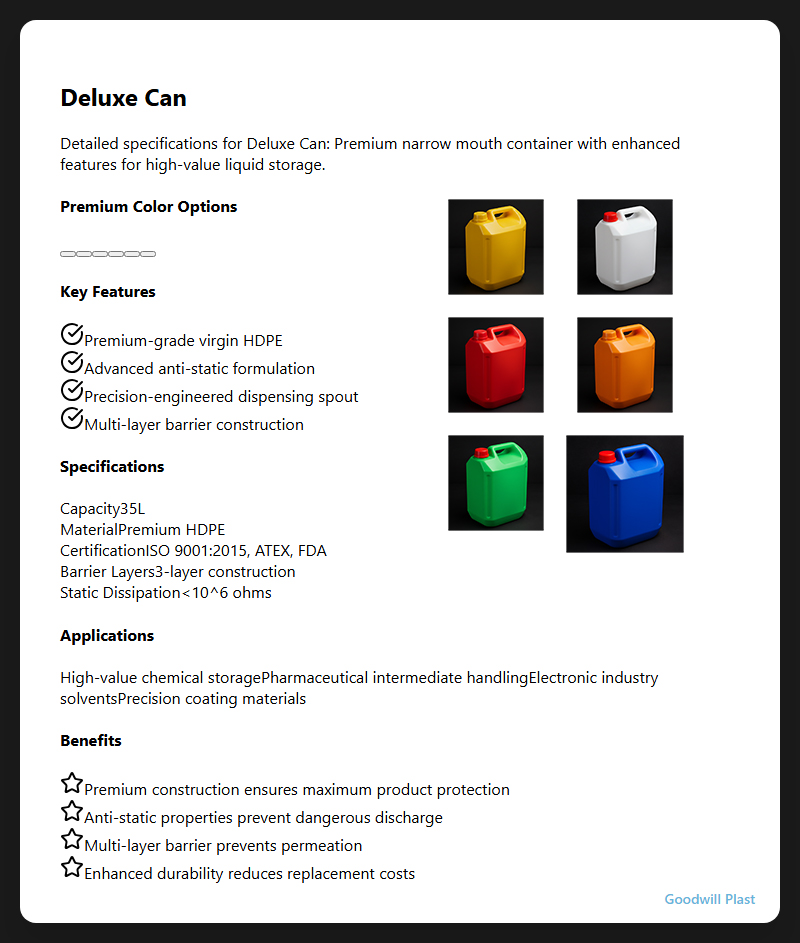 Deluxe Can
Detailed specifications for Deluxe Can: Premium narrow mouth container with enhanced
features for high-value liquid storage.
Premium Color Options
Key Features
Premium-grade virgin HDPE
Advanced anti-static formulation
Precision-engineered dispensing spout
Multi-layer barrier construction
Specifications
Capacity35L
MaterialPremium HDPE
CertificationISO 9001:2015, ATEX, FDA
Barrier Layers3-layer construction
Static Dissipation<10^6 ohms
Applications
High-value chemical storagePharmaceutical intermediate handlingElectronic industry
solventsPrecision coating materials
Benefits
Premium construction ensures maximum product protection
Anti-static properties prevent dangerous discharge
Multi-layer barrier prevents permeation
Enhanced durability reduces replacement costs
Goodwill Plast